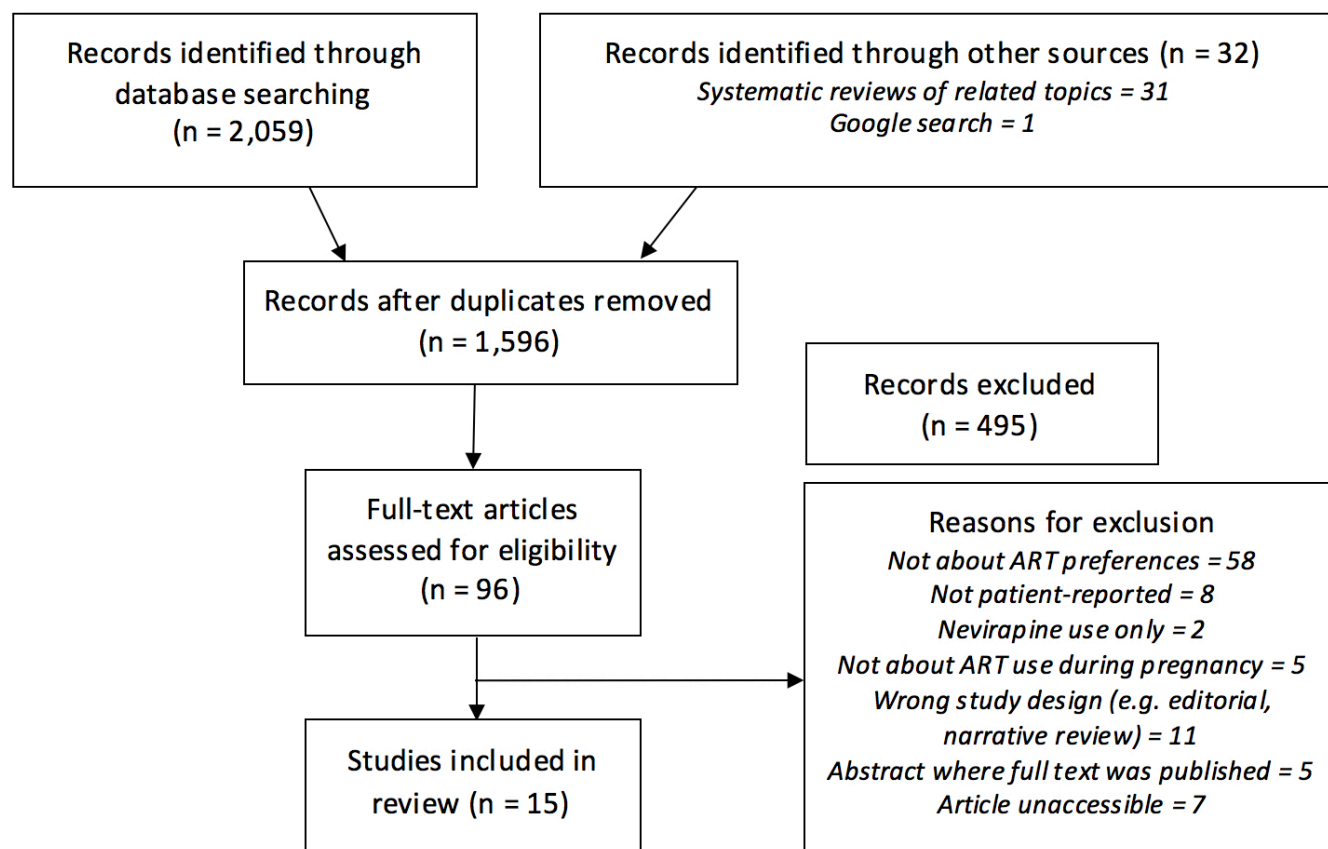 Records identified through
database searching
(n = 2,059)
Records identified through other sources (n = 32)
Systematic reviews of related topics = 31
Google search = 1
Records after duplicates removed
(n = 1,596)
Records excluded
(n = 495)
Full-text articles
assessed for eligibility
(n = 96)
Reasons for exclusion
Not about ART preferences = 58
Not patient-reported = 8
Nevirapine use only = 2
Not about ART use during pregnancy = 5
Wrong study design (e.g. editorial,
narrative review) = 11
Abstract where full text was published = 5
Article unaccessible = 7
Studies included in
review (n = 15)